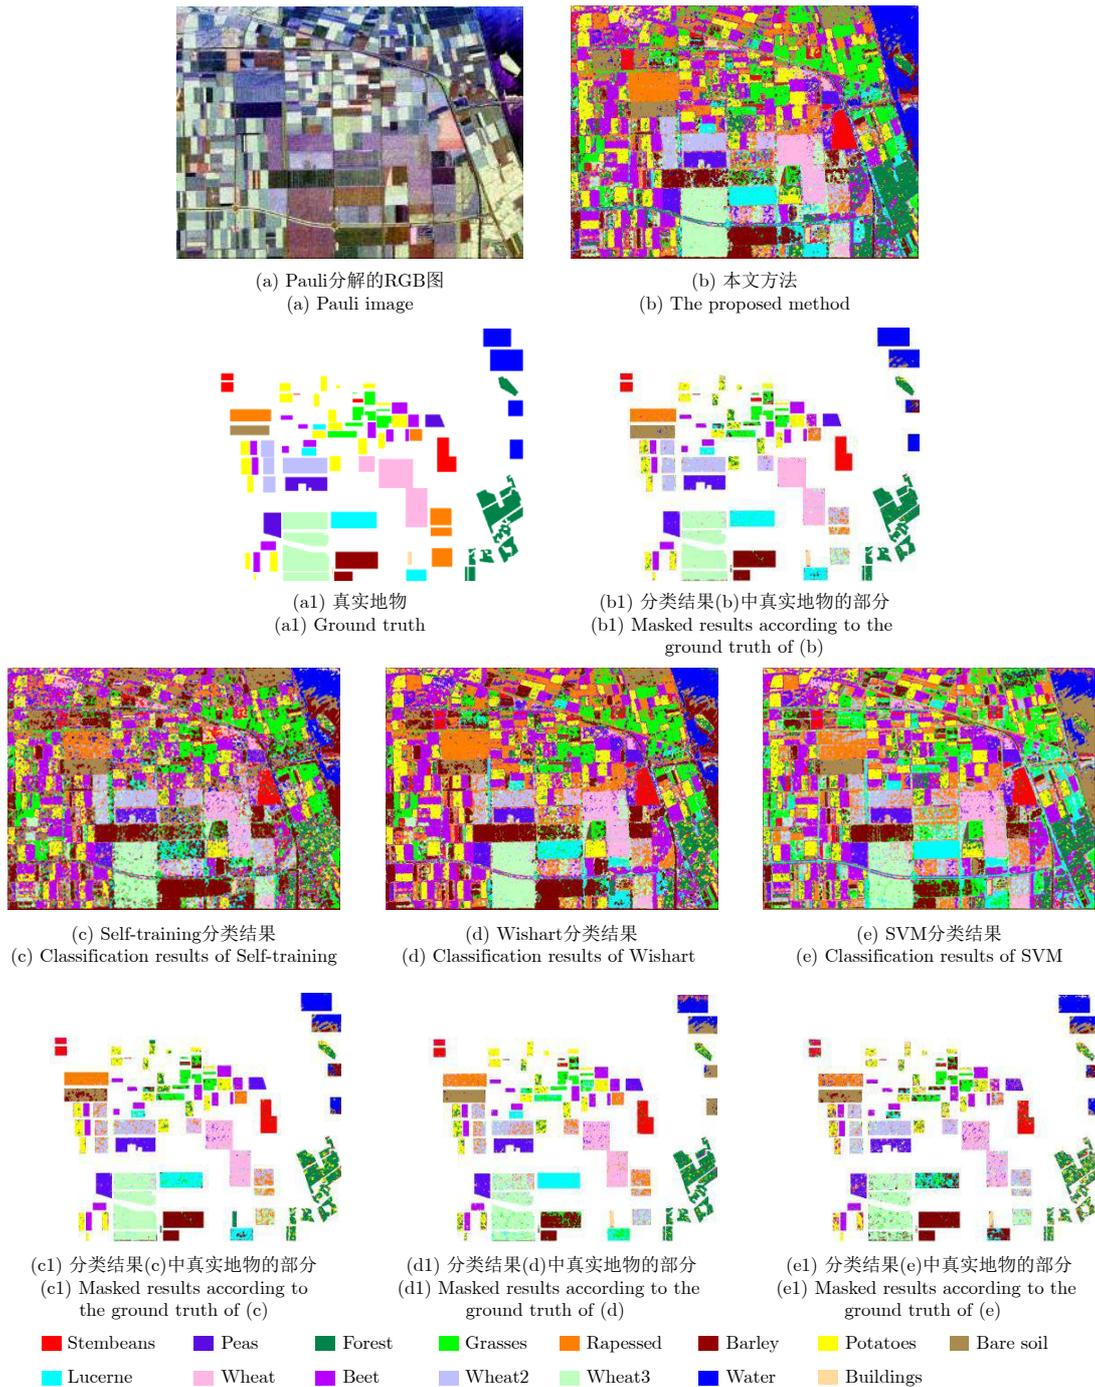 (a) Pauli分解的RGB图
(a) Pauli image
(b) 本文方法
(b) The proposed method
(a1) 真实地物
(a1) Ground truth
(b1) 分类结果(b)中真实地物的部分
(b1) Masked results according to the
ground truth of (b)
(c) Self-training分类结果
(c) Classification results of Self-training
(d) Wishart分类结果
(d) Classification results of Wishart
(e) SVM分类结果
(e) Classification results of SVM
(c1) 分类结果(c)中真实地物的部分
(c1) Masked results according to
the ground truth of (c)
(d1) 分类结果(d)中真实地物的部分
(d1) Masked results according to the
ground truth of (d)
(e1) 分类结果(e)中真实地物的部分
(e1) Masked results according to the
ground truth of (e)
Stembeans Peas Forest Grasses Rapessed Barley Potatoes Bare soil
Lucerne Wheat Beet Wheat2 Wheat3 Water Buildings